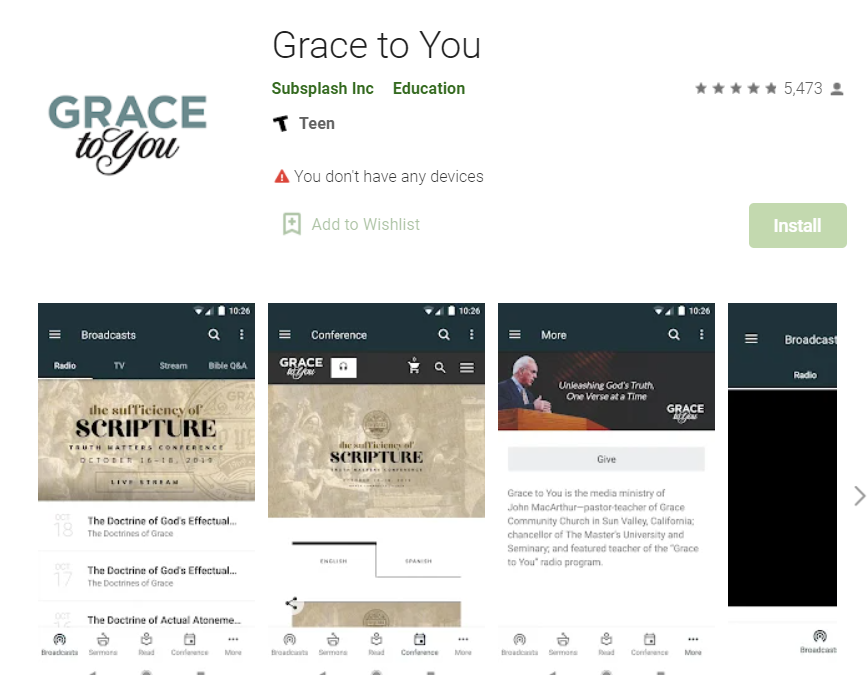 Grace to You
Subsplash Inc Education
5,473
Teen
You don't have any devices
Add to Wishlist
Install
GRACE
to You
10:26
Broadcasts
Radio TV Stream Bible Q&A
the sufficiency of
SCRIPTURE
TRUTH MATTERS CONFERENCE
OCTOBER 16-18, 2019
LIVE STREAM
OCT
18
The Doctrine of God's Effectual...
The Doctrines of Grace
OCT
17
The Doctrine of God's Effectual...
The Doctrines of Grace
OCT
The Doctrine of Actual Atoneme...
Broadcasts Sermons Read Conference More
10:26
Conference
GRACE
to You
0
the sufficiency of
SCRIPTURE
TRUTH MATTERS CONFERENCE
OCTOBER 16-18, 2019
ENGLISH SPANISH
Broadcasts Sermons Read Conference More
10:26
More
Unleashing God's Truth,
One Verse at a Time
GRACE
to You
Give
Grace to You is the media ministry of
John MacArthur—pastor-teacher of Grace
Community Church in Sun Valley, California;
chancellor of The Master's University and
Seminary; and featured teacher of the "Grace
to You" radio program.
Broadcasts Sermons Read Conference More
Broadcast
Radio
Broadcast